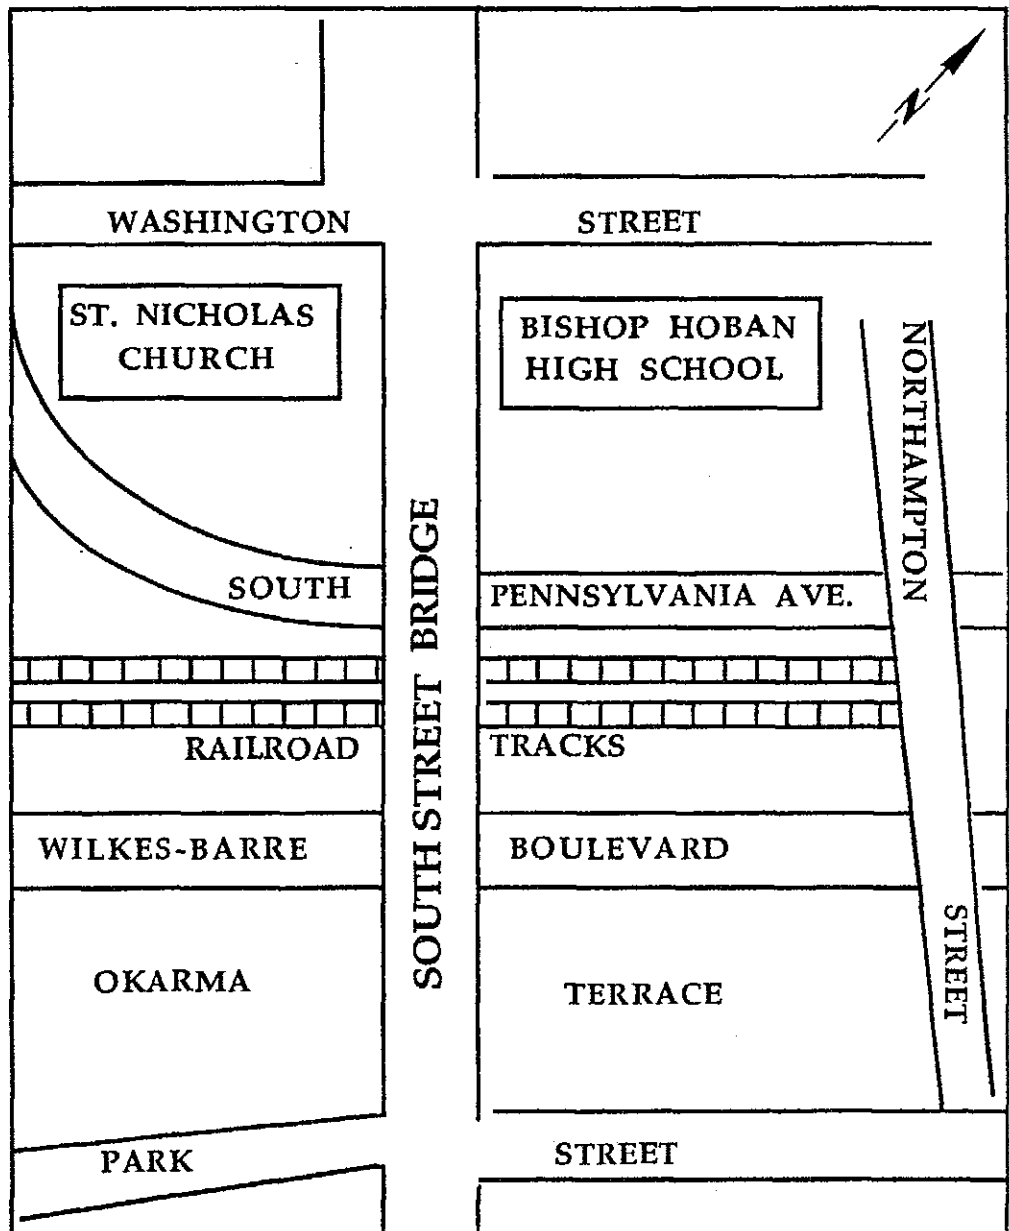 N
WASHINGTON STREET
ST. NICHOLAS
CHURCH
BISHOP HOBAN
HIGH SCHOOL
NORTHAMPTON STREET
SOUTH PENNSYLVANIA AVE.
SOUTH STREET BRIDGE
RAILROAD TRACKS
WILKES-BARRE BOULEVARD
OKARMA TERRACE
PARK STREET